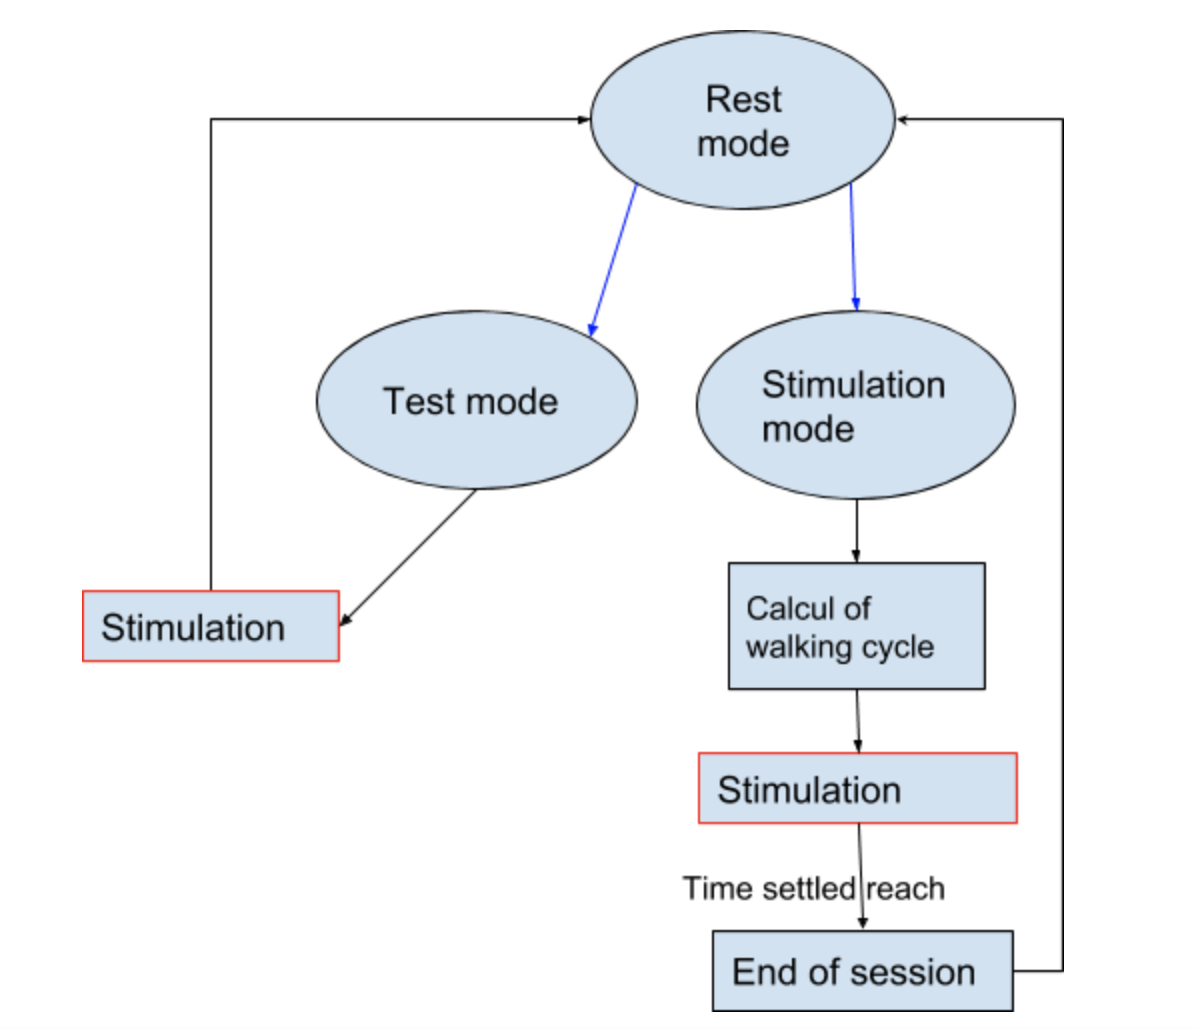 Rest
mode
Test mode
Stimulation
mode
Stimulation
Calcul of
walking cycle
Stimulation
Time settled reach
End of session